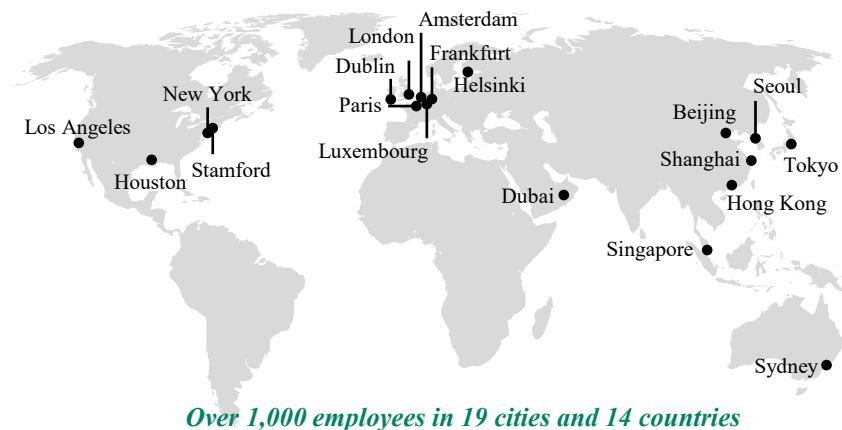 Amsterdam
London
Frankfurt
Dublin
Helsinki
Paris
Luxembourg
New York
Los Angeles
Houston
Stamford
Seoul
Beijing
Shanghai
Tokyo
Dubai
Hong Kong
Singapore
Sydney
Over 1,000 employees in 19 cities and 14 countries